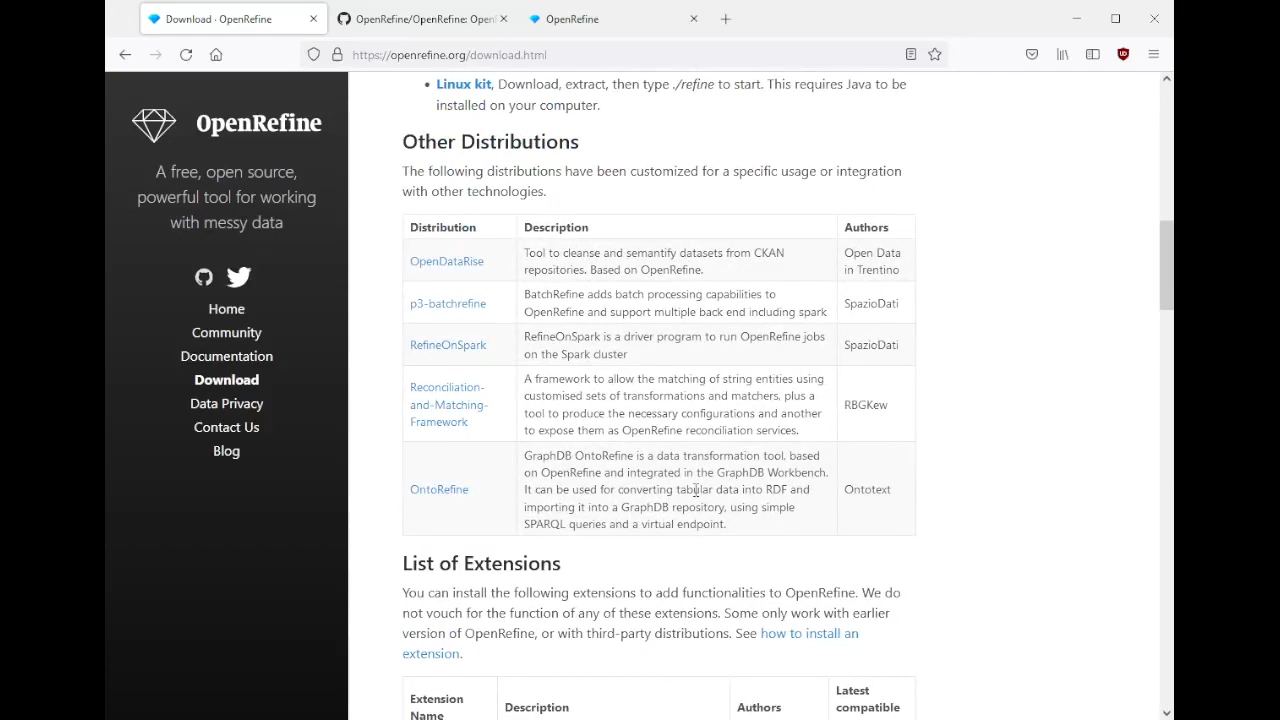 Download · OpenRefine
OpenRefine/OpenRefine: OpenI
OpenRefine
https://openrefine.org/download.html
OpenRefine
A free, open source,
powerful tool for working
with messy data
Home
Community
Documentation
Download
Data Privacy
Contact Us
Blog
Linux kit, Download, extract, then type ./refine to start. This requires Java to be
installed on your computer.
Other Distributions
The following distributions have been customized for a specific usage or integration
with other technologies.
Distribution Description Authors
OpenDataRise
Tool to cleanse and semantify datasets from CKAN
repositories. Based on OpenRefine.
Open Data
in Trentino
p3-batchrefine
BatchRefine adds batch processing capabilities to
OpenRefine and support multiple back end including spark
SpazioDati
RefineOnSpark
RefineOnSpark is a driver program to run OpenRefine jobs
on the Spark cluster
SpazioDati
Reconciliation-
and-Matching-
Framework
A framework to allow the matching of string entities using
customised sets of transformations and matchers, plus a
tool to produce the necessary configurations and another
to expose them as OpenRefine reconciliation services.
RBGKew
OntoRefine
GraphDB OntoRefine is a data transformation tool, based
on OpenRefine and integrated in the GraphDB Workbench.
It can be used for converting tabular data into RDF and
importing it into a GraphDB repository, using simple
SPARQL queries and a virtual endpoint.
Ontotext
List of Extensions
You can install the following extensions to add functionalities to OpenRefine. We do
not vouch for the function of any of these extensions. Some only work with earlier
version of OpenRefine, or with third-party distributions. See how to install an
extension.
Extension
Name
Description
Authors
Latest
compatible